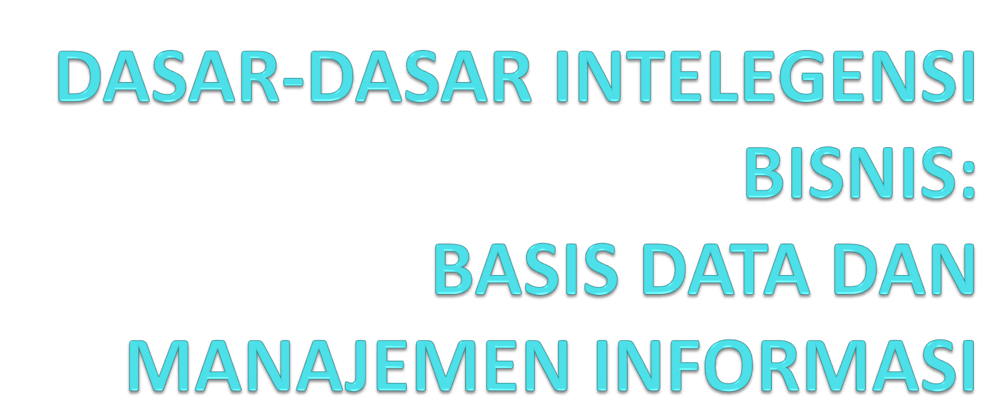 DASAR-DASAR INTELEGENSI
BISNIS:
BASIS DATA DAN
MANAJEMEN INFORMASI